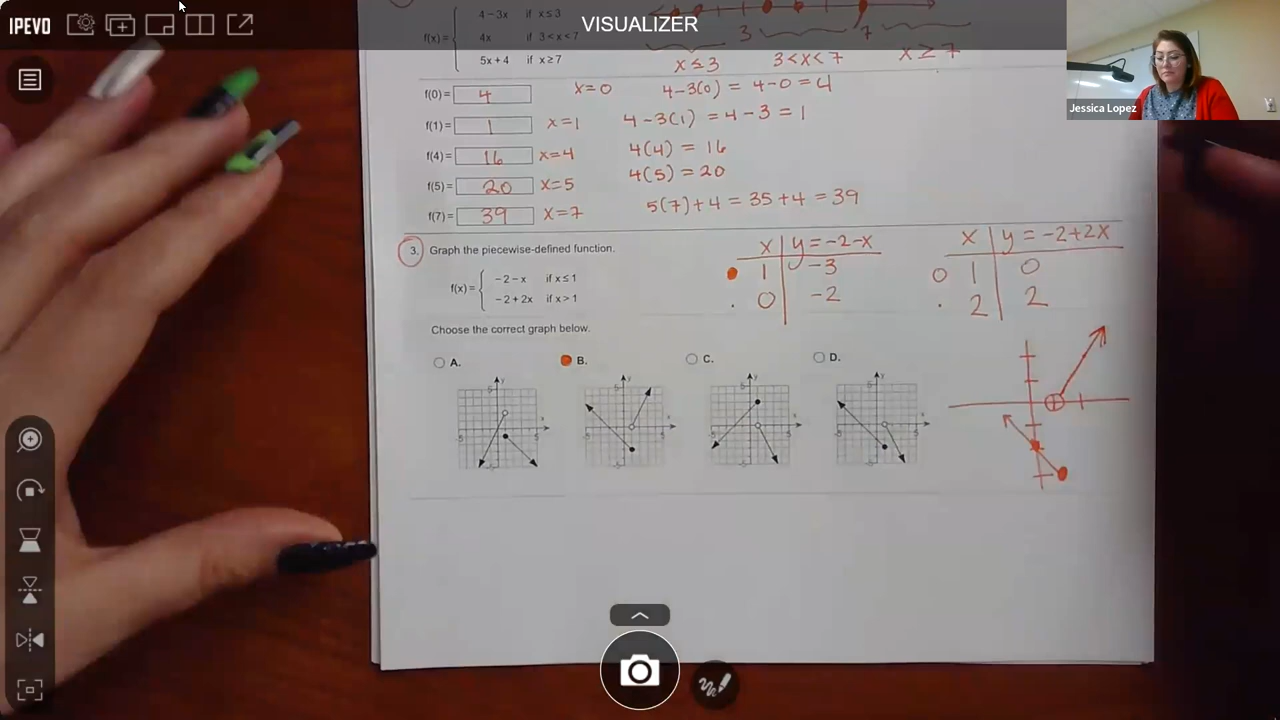 IPEVO
VISUALIZER
Jessica Lopez
4 − 3x if x ≤ 3
f(x) = 4x if 3 < x < 7
5x + 4 if x ≥ 7
3 7
x ≤ 3 3 < x < 7 x ≥ 7
f(0) = 4 x=0 4-3(0) = 4-0 = 4
f(1) = 1 x=1 4-3(1) = 4-3 = 1
f(4) = 16 x=4 4(4) = 16
f(5) = 20 x=5 4(5) = 20
f(7) = 39 x=7 5(7)+4 = 35+4 = 39
3. Graph the piecewise-defined function.
f(x) = −2 − x if x ≤ 1
−2 + 2x if x > 1
x y = -2-x
1 -3
0 -2
x y = -2+2x
1 0
2 2
Choose the correct graph below.
A. B. C. D.